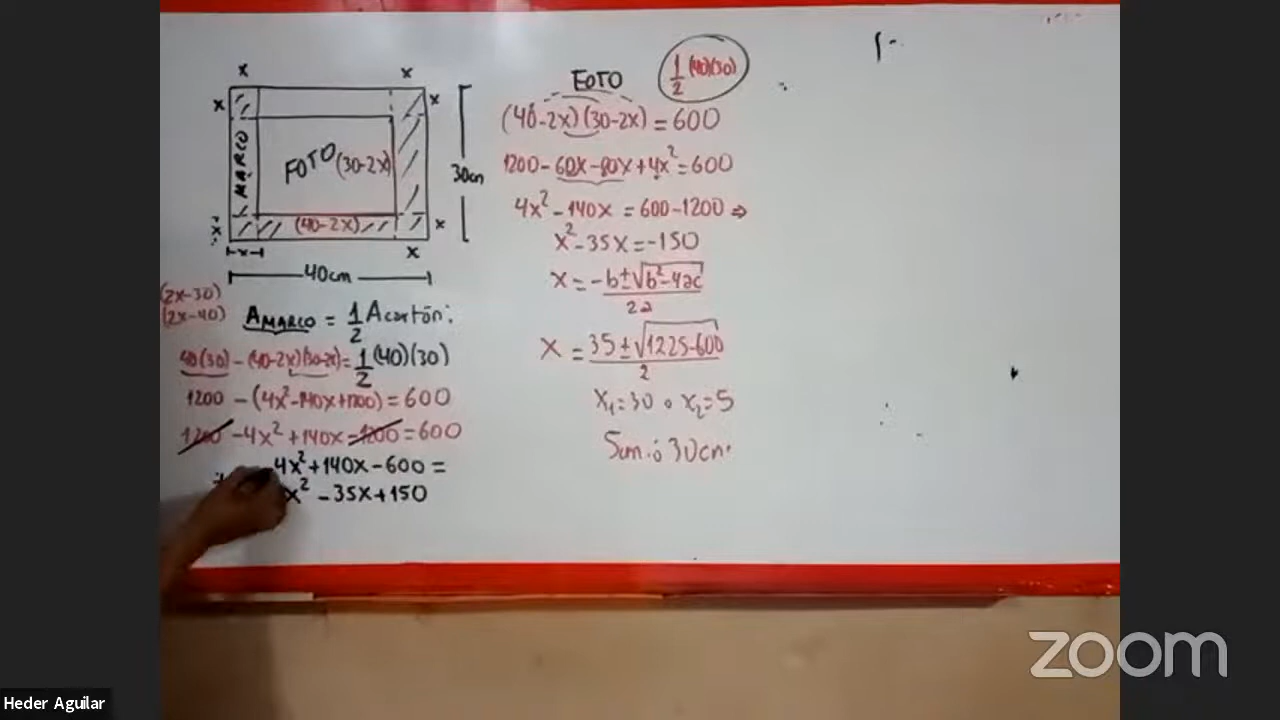 x x
x x
MARCO
FOTO (30-2x)
30cm
x (40-2x) x
x x
40cm
(2x-30)
(2x-40)
AMARCO = 1/2 Acartón:
40(30) - (40-2x)(30-2x) = 1/2 (40)(30)
1200 - (4x²-140x+1200) = 600
1200 - 4x² + 140x - 1200 = 600
4x² + 140x - 600 =
x² - 35x + 150
FOTO 1/2 (40)(30)
(40-2x)(30-2x) = 600
1200 - 60x - 80x + 4x² = 600
4x² - 140x = 600 - 1200 ⇒
x² - 35x = -150
x = -b ± √b² - 4ac / 2a
x = 35 ± √1225-600 / 2
x₁ = 30 o x₂ = 5
5cm. ó 30cm.
Heder Aguilar
zoom